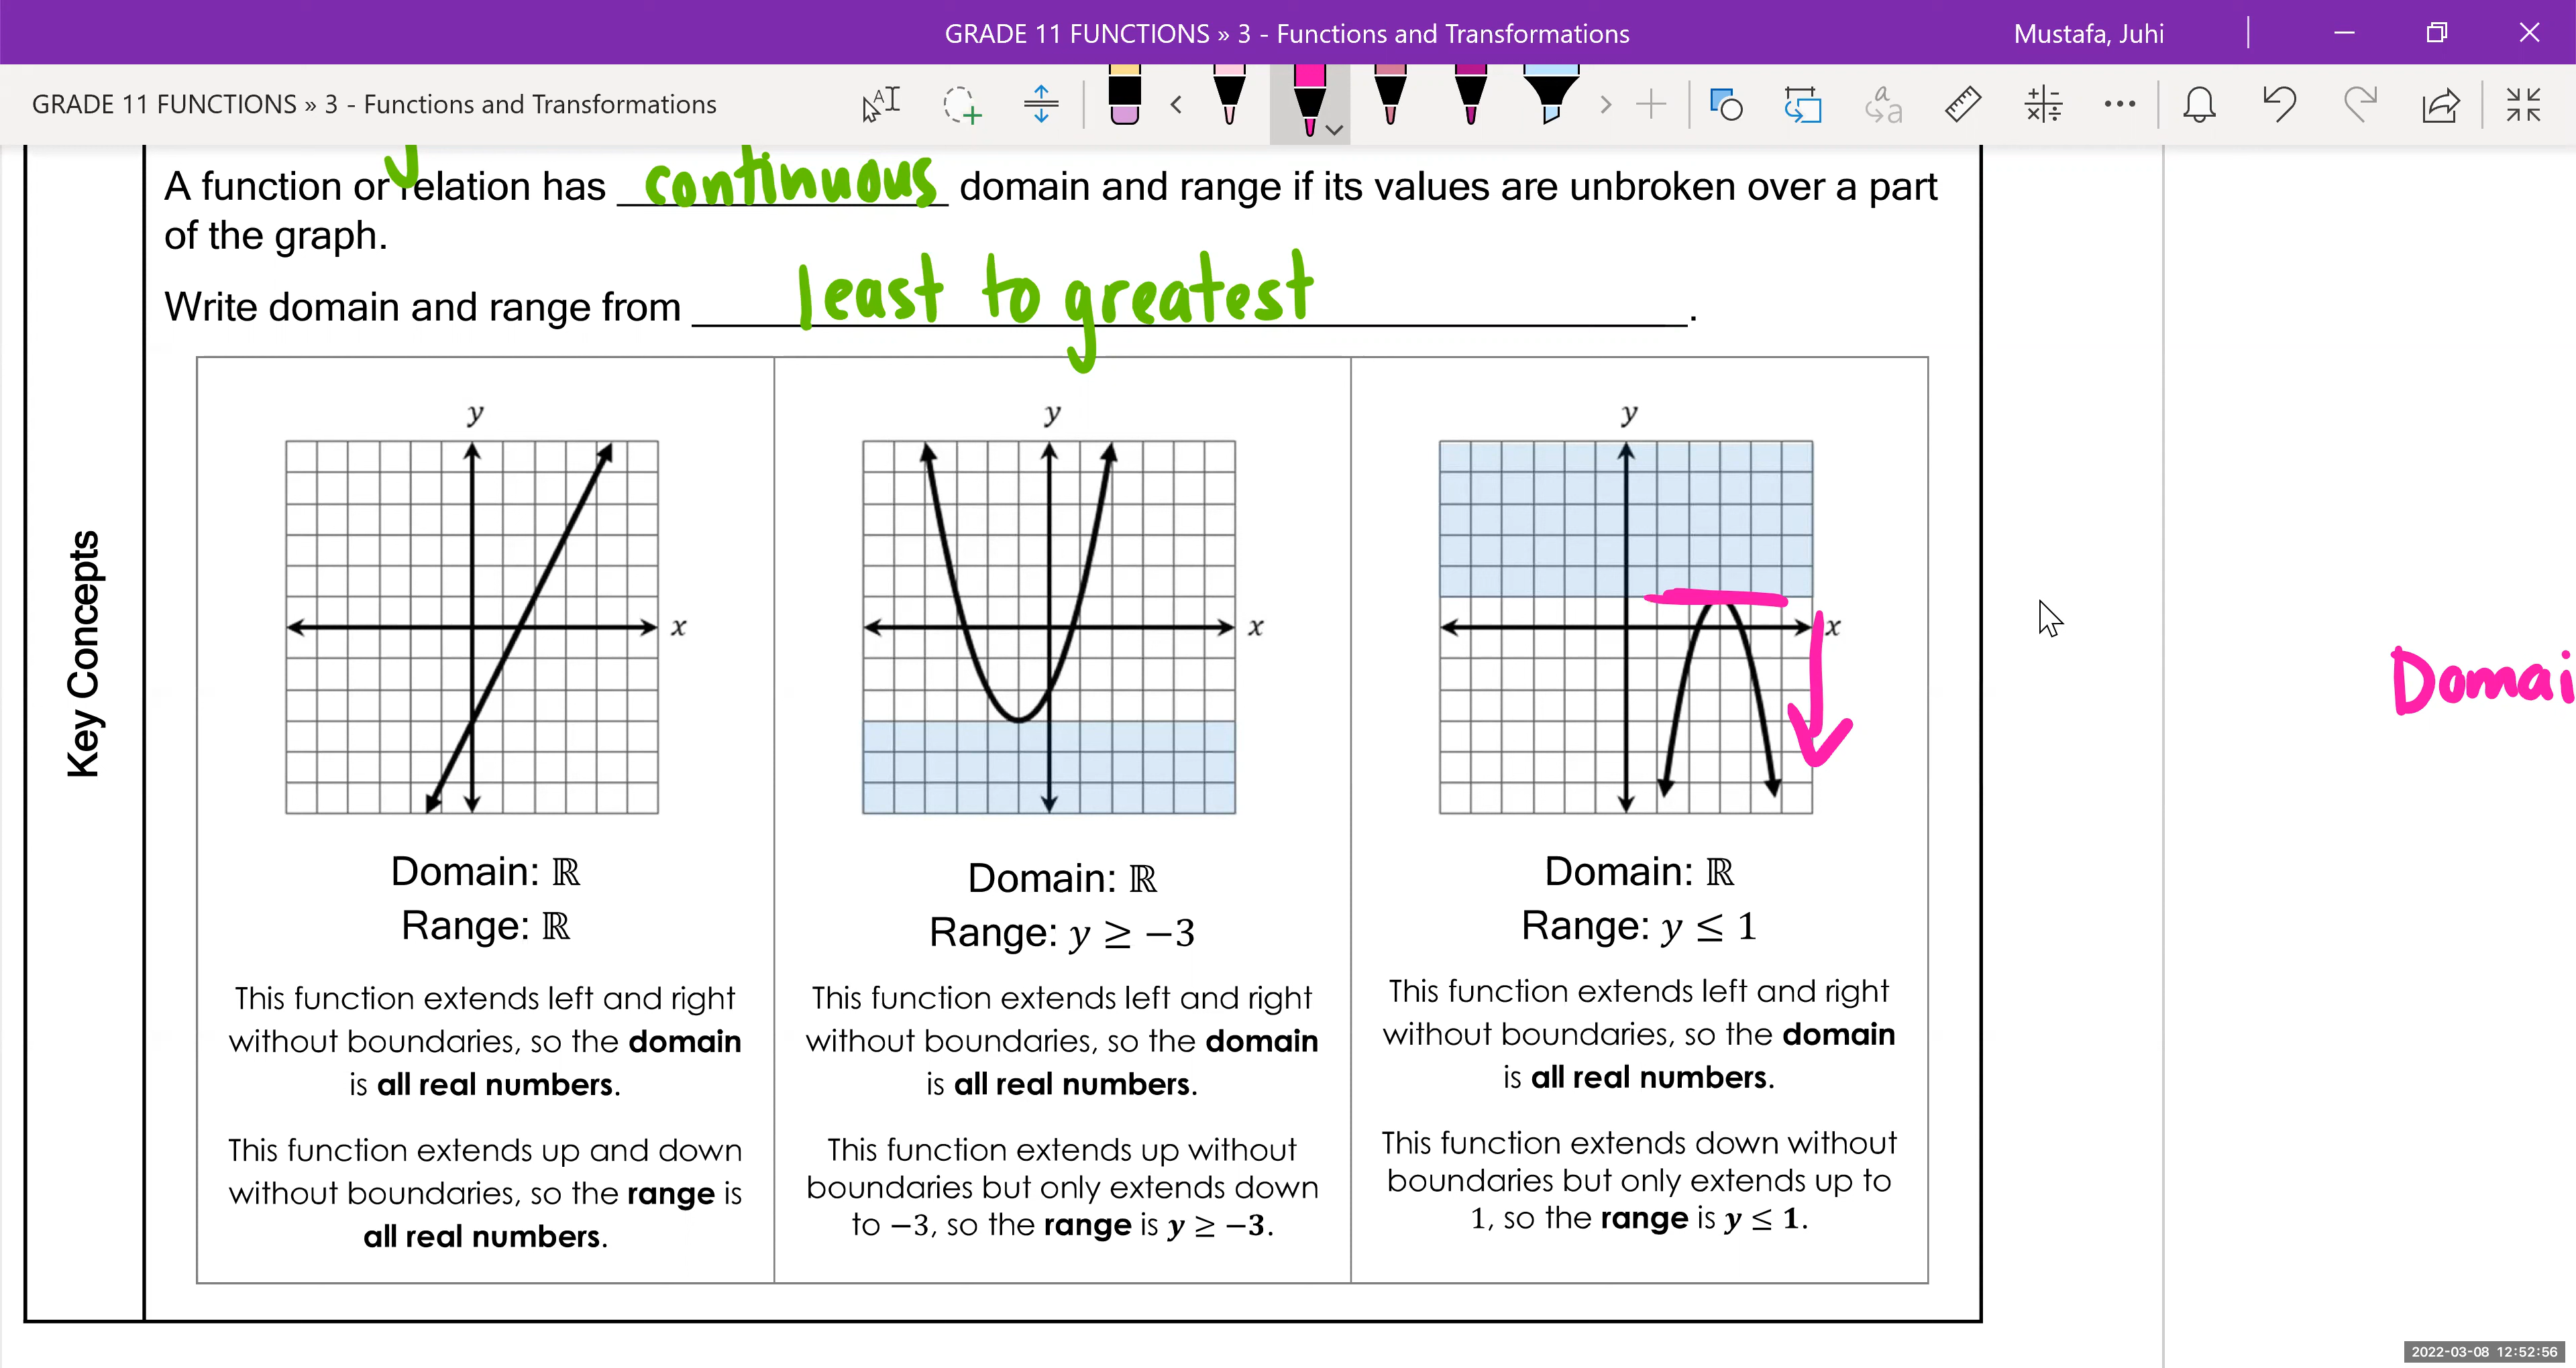 GRADE 11 FUNCTIONS » 3 - Functions and Transformations
Mustafa, Juhi
GRADE 11 FUNCTIONS » 3 - Functions and Transformations
A function or relation has continuous domain and range if its values are unbroken over a part
of the graph.
Write domain and range from least to greatest.
Key Concepts
y
x
Domain: ℝ
Range: ℝ
This function extends left and right
without boundaries, so the domain
is all real numbers.
This function extends up and down
without boundaries, so the range is
all real numbers.
y
x
Domain: ℝ
Range: y ≥ −3
This function extends left and right
without boundaries, so the domain
is all real numbers.
This function extends up without
boundaries but only extends down
to −3, so the range is y ≥ −3.
y
x
Domain: ℝ
Range: y ≤ 1
This function extends left and right
without boundaries, so the domain
is all real numbers.
This function extends down without
boundaries but only extends up to
1, so the range is y ≤ 1.
Domai
2022-03-08 12:52:56